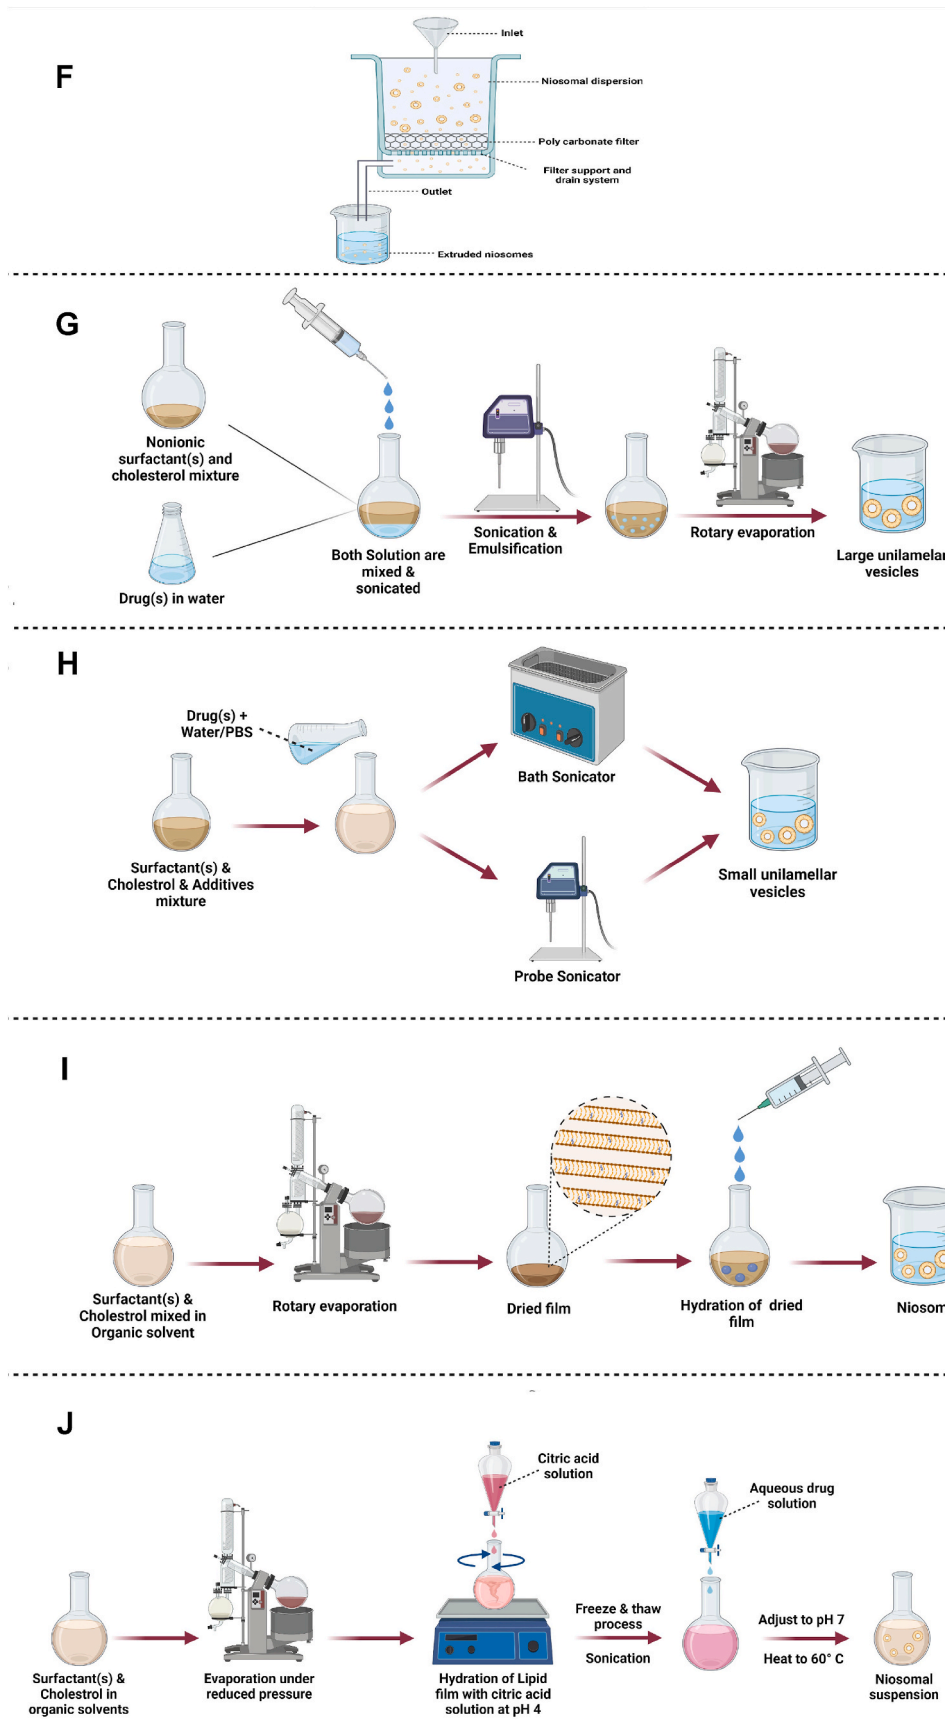 F
Inlet
Niosomal dispersion
Poly carbonate filter
Filter support and
drain system
Outlet
Extruded niosomes
G
Nonionic
surfactant(s) and
cholesterol mixture
Drug(s) in water
Both Solution are
mixed &
sonicated
Sonication &
Emulsification
Rotary evaporation
Large unilamelar
vesicles
H
Drug(s) +
Water/PBS
Surfactant(s) &
Cholestrol & Additives
mixture
Bath Sonicator
Probe Sonicator
Small unilamellar
vesicles
I
Surfactant(s) &
Cholestrol mixed in
Organic solvent
Rotary evaporation
Dried film
Hydration of dried
film
Niosom
J
Citric acid
solution
Aqueous drug
solution
Surfactant(s) &
Cholestrol in
organic solvents
Evaporation under
reduced pressure
Hydration of Lipid
film with citric acid
solution at pH 4
Freeze & thaw
process
Sonication
Adjust to pH 7
Heat to 60° C
Niosomal
suspension